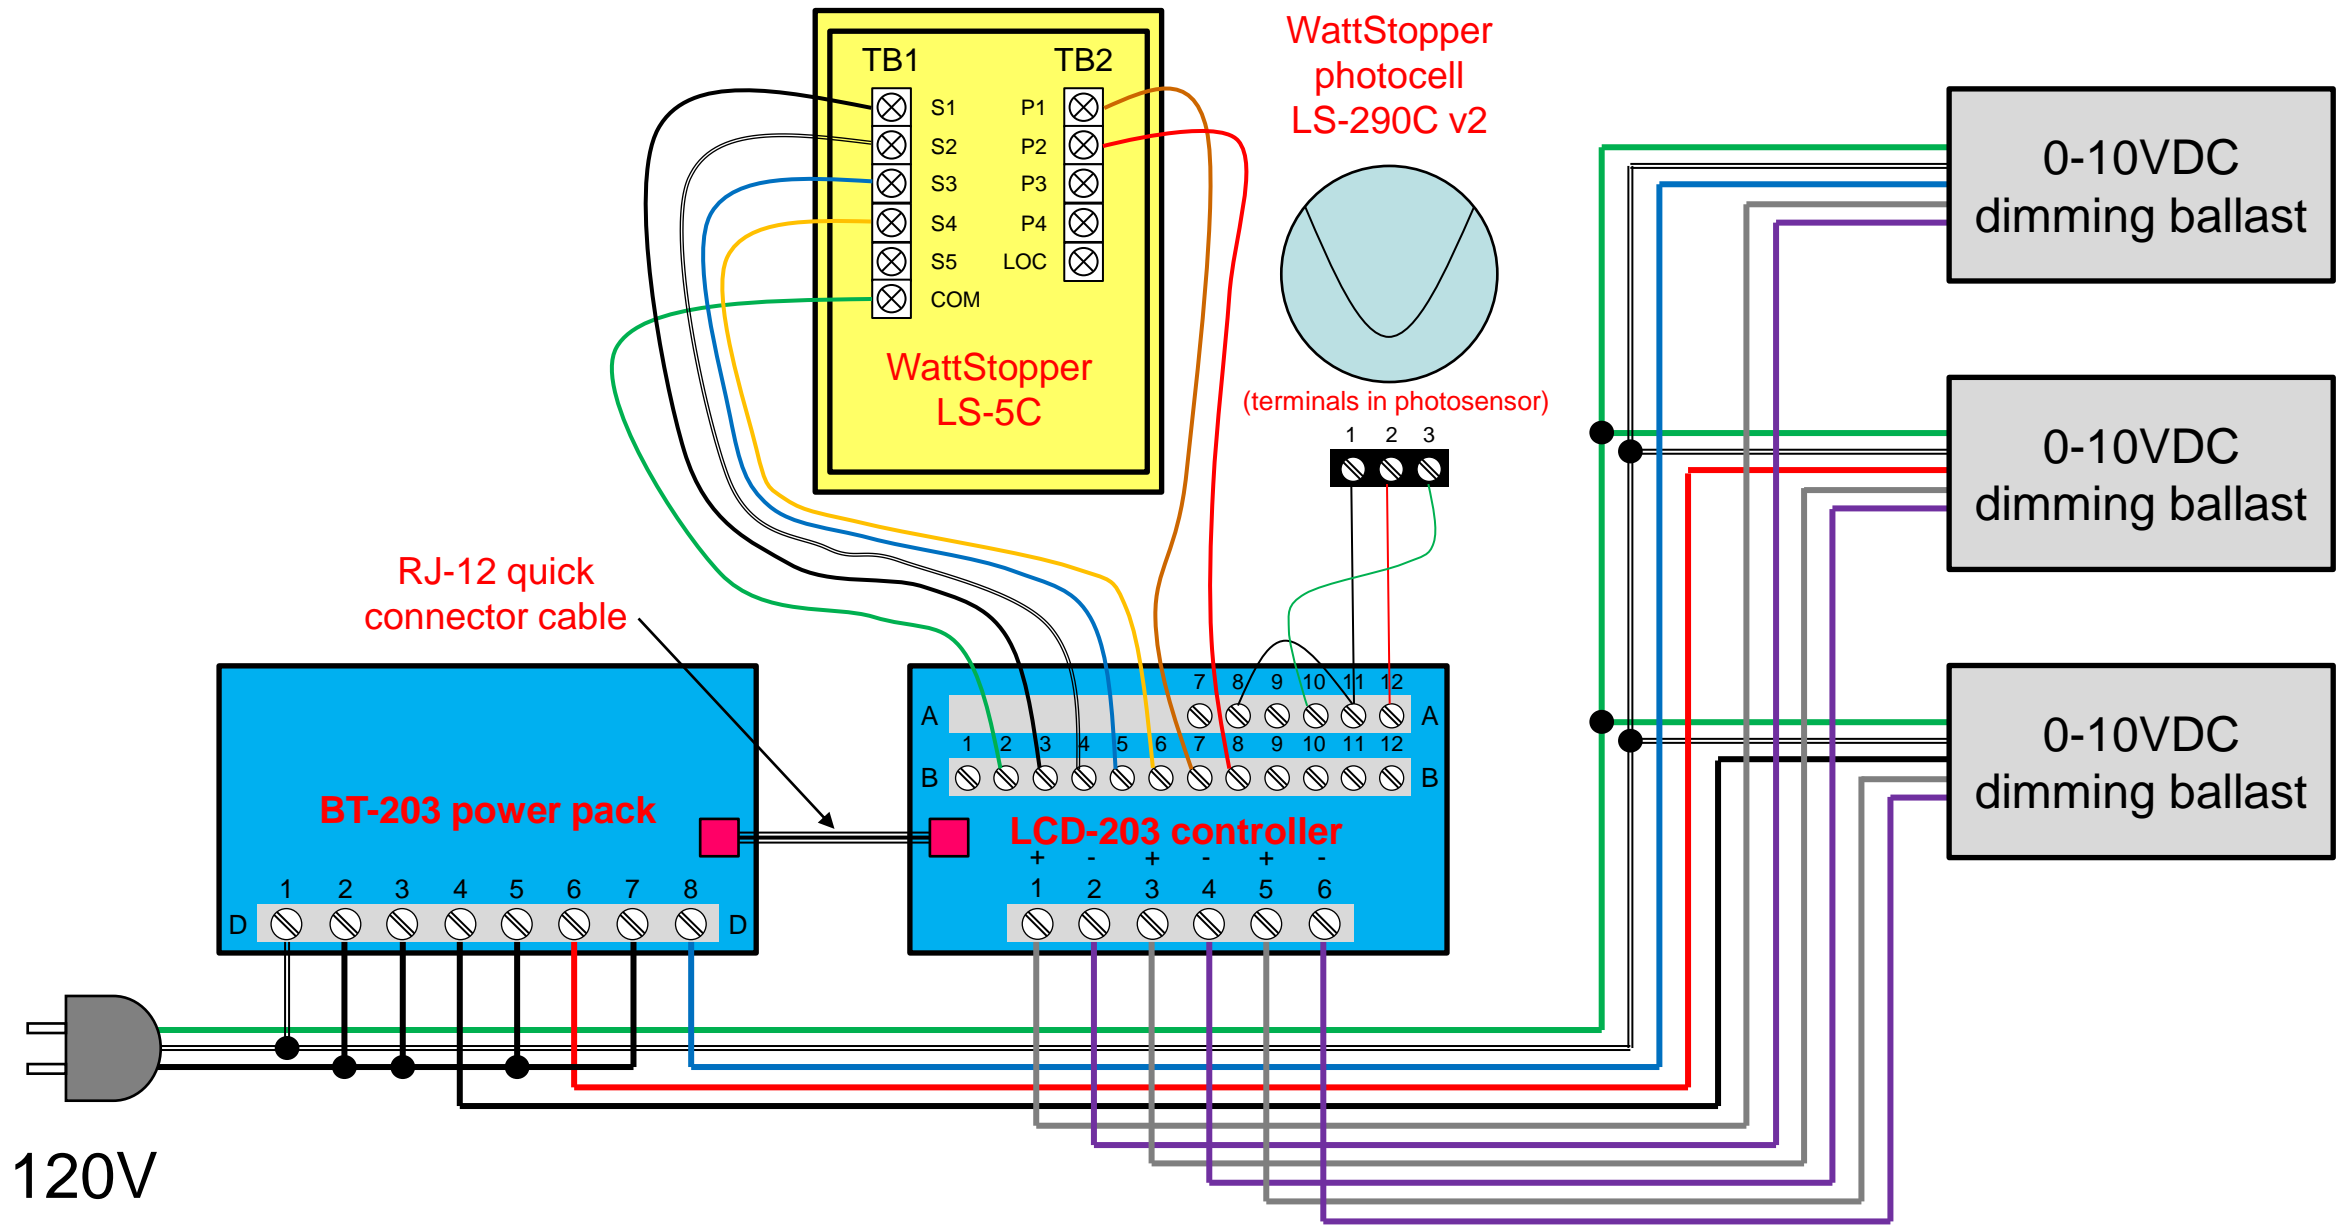 TB1 TB2
S1 P1
S2 P2
S3 P3
S4 P4
S5 LOC
COM
WattStopper
LS-5C
WattStopper
photocell
LS-290C v2
(terminals in photosensor)
1 2 3
0-10VDC
dimming ballast
0-10VDC
dimming ballast
0-10VDC
dimming ballast
RJ-12 quick
connector cable
BT-203 power pack
1 2 3 4 5 6 7 8
D D
7 8 9 10 11 12
A A
1 2 3 4 5 6 7 8 9 10 11 12
B B
LCD-203 controller
+ - + - + -
1 2 3 4 5 6
120V